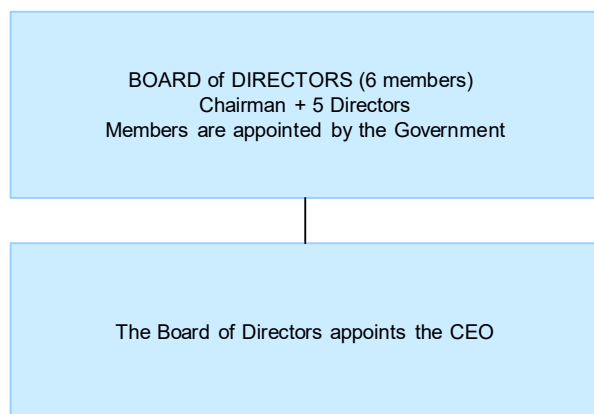 BOARD of DIRECTORS (6 members)
Chairman + 5 Directors
Members are appointed by the Government
The Board of Directors appoints the CEO